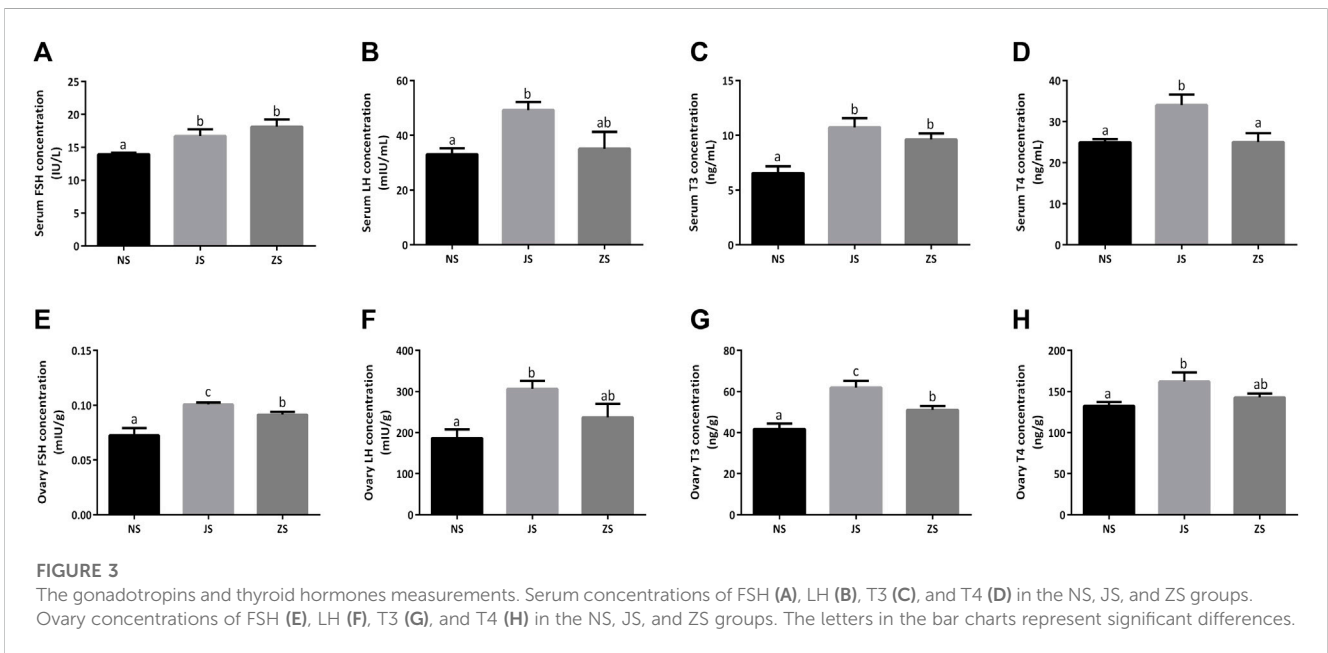 A
B
C
D
Serum FSH concentration
(IU/L)
25
20
15
10
5
0
a
b
b
NS
JS
ZS
Serum LH concentration
(mIU/mL)
60
40
20
0
a
b
ab
NS
JS
ZS
Serum T3 concentration
(ng/mL)
15
10
5
0
a
b
b
NS
JS
ZS
Serum T4 concentration
(ng/mL)
40
30
20
10
0
a
b
a
NS
JS
ZS
E
F
G
H
Ovary FSH concentration
(mIU/g)
0.15
0.10
0.05
0.00
a
c
b
NS
JS
ZS
Ovary LH concentration
(mIU/g)
400
300
200
100
0
a
b
ab
NS
JS
ZS
Ovary T3 concentration
(ng/g)
80
60
40
20
0
a
c
b
NS
JS
ZS
Ovary T4 concentration
(ng/g)
200
150
100
50
0
a
b
ab
NS
JS
ZS
FIGURE 3
The gonadotropins and thyroid hormones measurements. Serum concentrations of FSH (A), LH (B), T3 (C), and T4 (D) in the NS, JS, and ZS groups.
Ovary concentrations of FSH (E), LH (F), T3 (G), and T4 (H) in the NS, JS, and ZS groups. The letters in the bar charts represent significant differences.